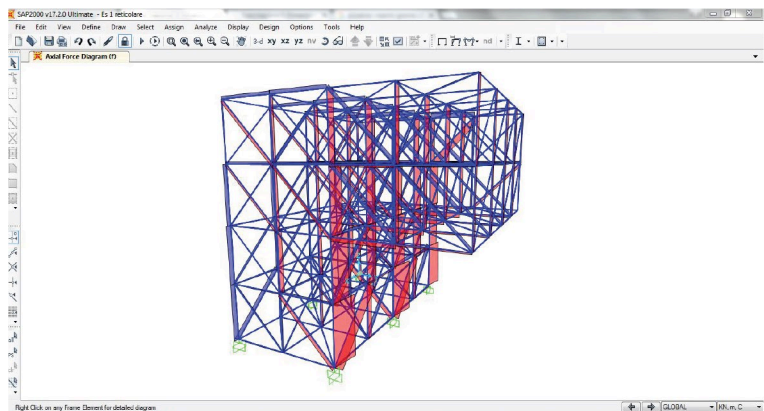 SAP2000 v17.2.0 Ultimate - Es 1 reticolare
File Edit View Define Draw Select Assign Analyze Display Design Options Tools Help
3-d xy xz yz nv nd
Axial Force Diagram (f)
Right Click on any Frame Element for detailed diagram
GLOBAL KN, m, C